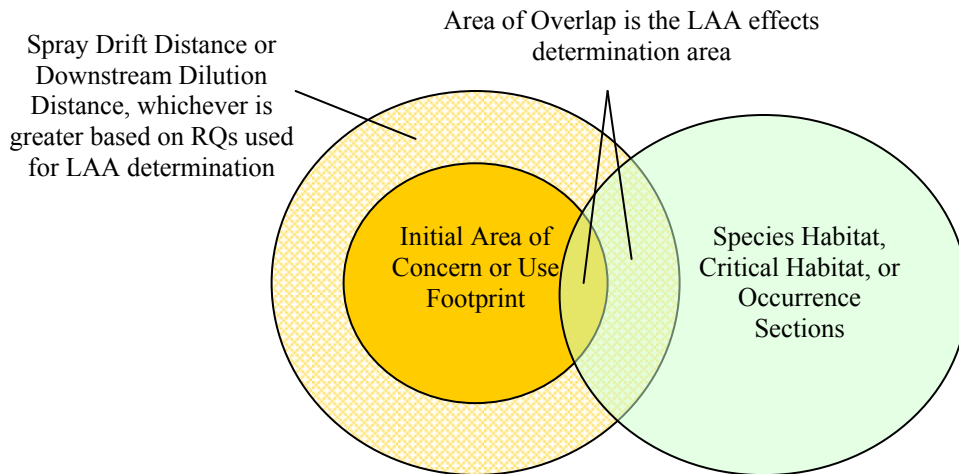 Spray Drift Distance or
Downstream Dilution
Distance, whichever is
greater based on RQs used
for LAA determination
Area of Overlap is the LAA effects
determination area
Initial Area of
Concern or Use
Footprint
Species Habitat,
Critical Habitat, or
Occurrence
Sections